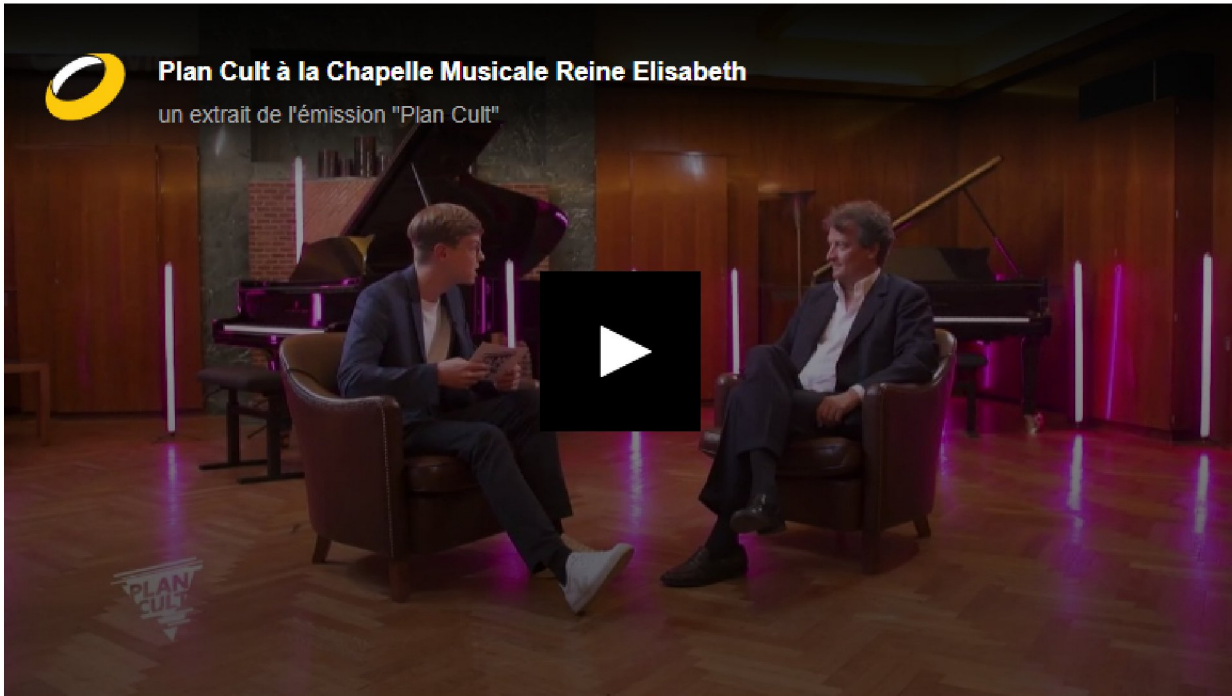 Plan Cult à la Chapelle Musicale Reine Elisabeth
un extrait de l'émission "Plan Cult"
PLAN
CULT